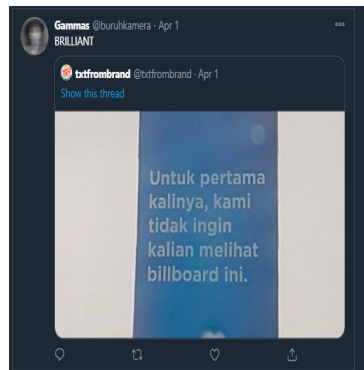 Gammas @buruhkamera · Apr 1
BRILLIANT
txtfrombrand @txtfrombrand · Apr 1
Show this thread
Untuk pertama
kalinya, kami
tidak ingin
kalian melihat
billboard ini.